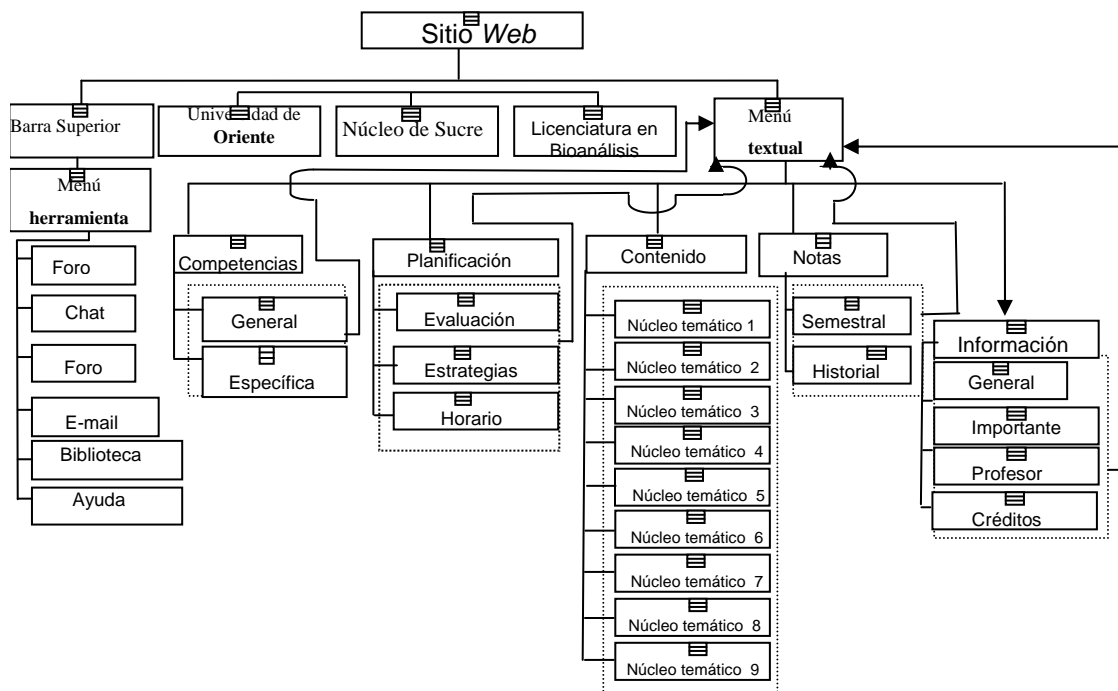 Sitio Web
Barra Superior
Universidad de
Oriente
Núcleo de Sucre
Licenciatura en
Bioanálisis
Menú
textual
Menú
herramienta
Foro
Chat
Foro
E-mail
Biblioteca
Ayuda
Competencias
General
Específica
Planificación
Evaluación
Estrategias
Horario
Contenido
Núcleo temático 1
Núcleo temático 2
Núcleo temático 3
Núcleo temático 4
Núcleo temático 5
Núcleo temático 6
Núcleo temático 7
Núcleo temático 8
Núcleo temático 9
Notas
Semestral
Historial
Información
General
Importante
Profesor
Créditos